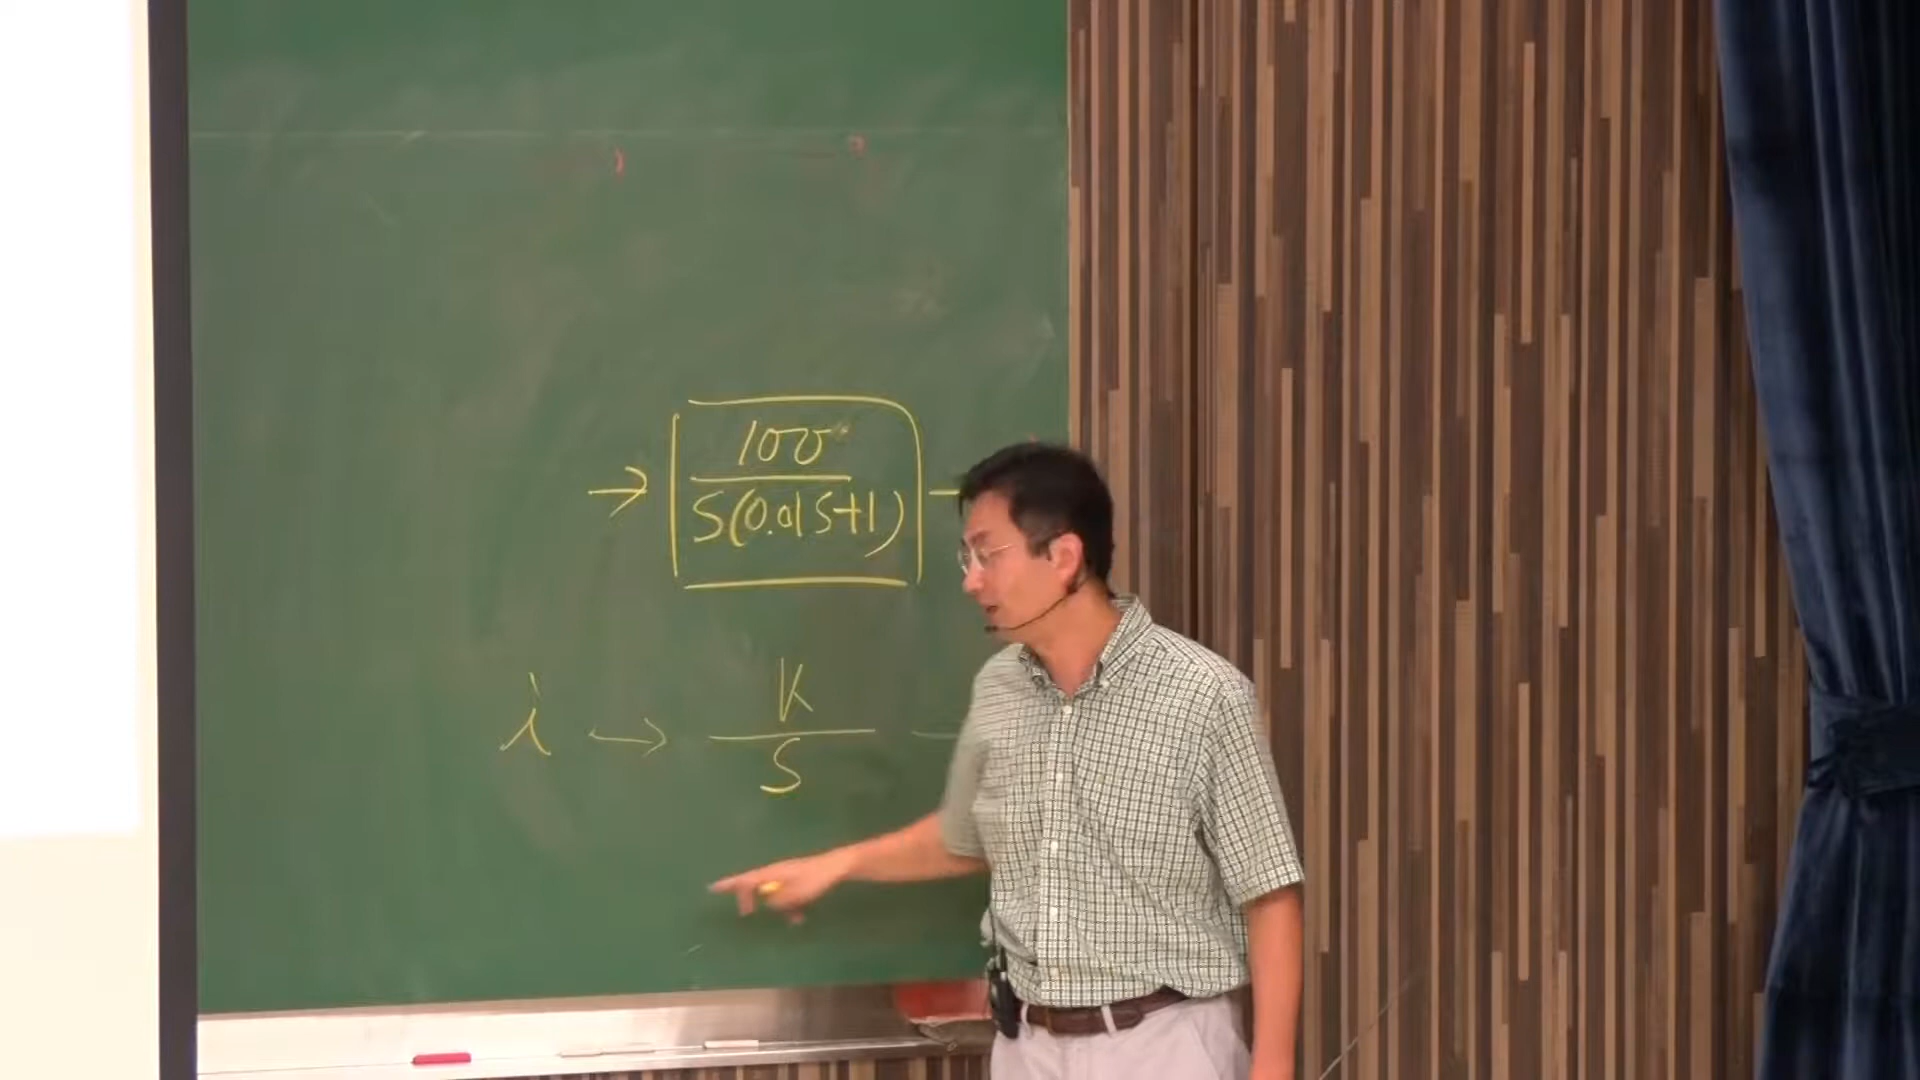 → 100 / S(0.01S+1) —
i → K / S —